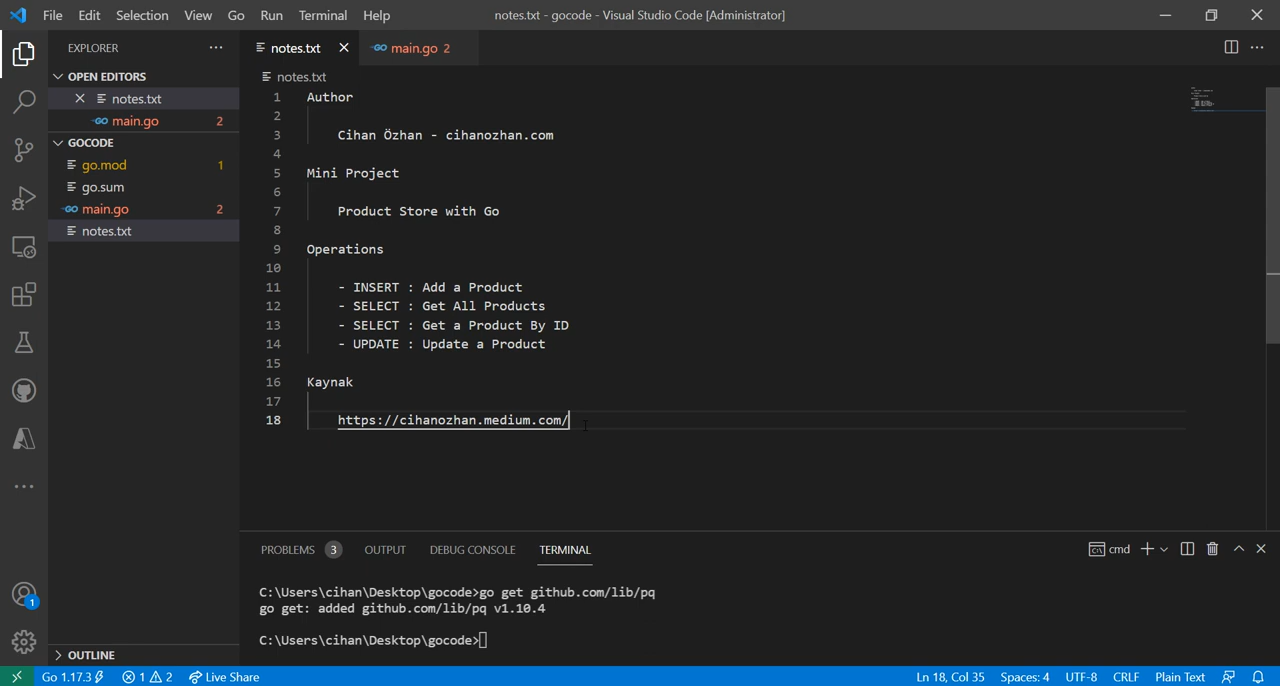 File Edit Selection View Go Run Terminal Help
notes.txt - gocode - Visual Studio Code [Administrator]
EXPLORER
OPEN EDITORS
notes.txt
GO main.go 2
GOCODE
go.mod 1
go.sum
GO main.go 2
notes.txt
OUTLINE
notes.txt
GO main.go 2
notes.txt
1 Author
2
3 Cihan Özhan - cihanozhan.com
4
5 Mini Project
6
7 Product Store with Go
8
9 Operations
10
11 - INSERT : Add a Product
12 - SELECT : Get All Products
13 - SELECT : Get a Product By ID
14 - UPDATE : Update a Product
15
16 Kaynak
17
18 https://cihanozhan.medium.com/
PROBLEMS 3 OUTPUT DEBUG CONSOLE TERMINAL
cmd
C:\Users\cihan\Desktop\gocode>go get github.com/lib/pq
go get: added github.com/lib/pq v1.10.4
C:\Users\cihan\Desktop\gocode>
1
Go 1.17.3 1 2 Live Share
Ln 18, Col 35 Spaces: 4 UTF-8 CRLF Plain Text